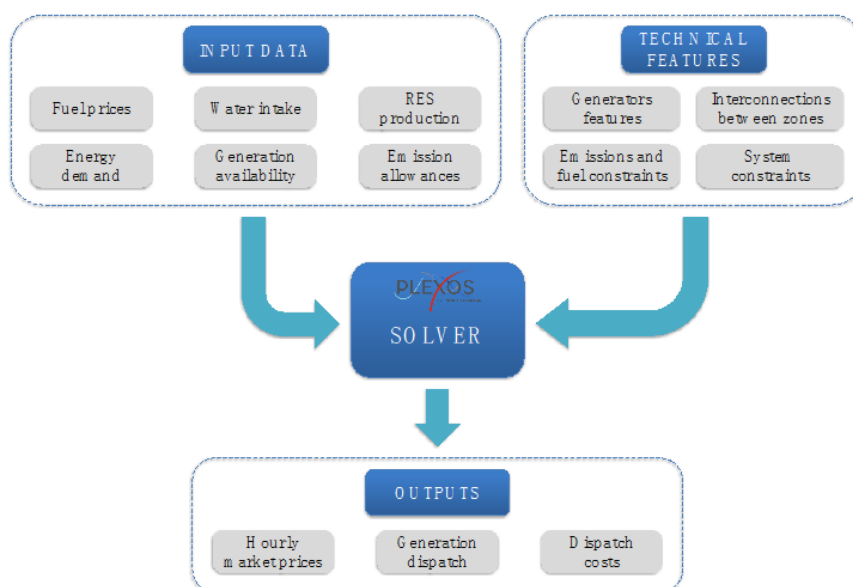 INPUT DATA
TECHNICAL
FEATURES
Fuel prices
Water intake
RES
production
Energy
demand
Generation
availability
Emission
allowances
Generators
features
Interconnections
between zones
Emissions and
fuel constraints
System
constraints
PLEXOS
SOLVER
OUTPUTS
Hourly
market prices
Generation
dispatch
Dispatch
costs